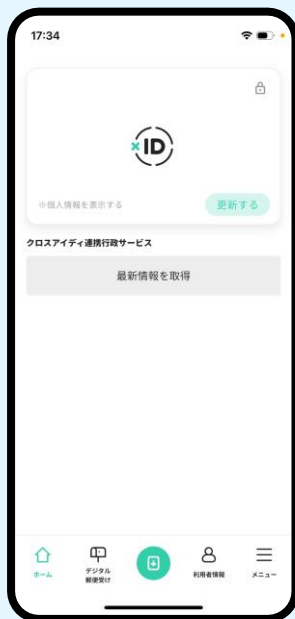 17:34
×ID
※個人情報を表示する
更新する
クロスアイディ連携行政サービス
最新情報を取得
ホーム
デジタル
郵便受け
利用者情報
メニュー